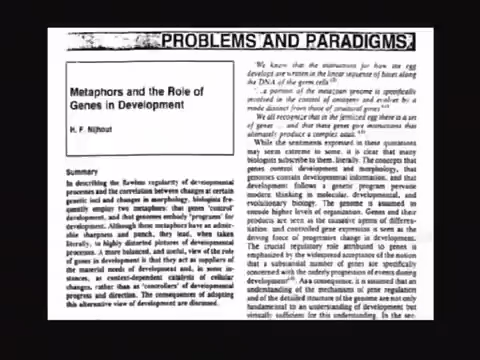 PROBLEMS AND PARADIGMS
Metaphors and the Role of
Genes in Development
H. F. Nijhout
Summary
In describing the flawless regularity of developmental
processes and the correlation between changes at certain
genetic loci and changes in morphology, biologists fre-
quently employ two metaphors: that genes 'control'
development, and that genomes embody 'programs' for
development. Although these metaphors have an admir-
able sharpness and punch, they lead, when taken
literally, to highly distorted pictures of developmental
processes. A more balanced, and useful, view of the role
of genes in development is that they act as suppliers of
the material needs of development and, in some in-
stances, as context-dependent catalysts of cellular
changes, rather than as 'controllers' of developmental
progress and direction. The consequences of adopting
this alternative view of development are discussed.
'We know that the instructions for how the egg
develops are written in the linear sequence of bases along
the DNA of the germ cells'
'... a portion of the metazoan genome is specifically
involved in the control of ontogeny and evolves by a
mode distinct from those of structural genes'
'We all recognize that in the fertilized egg there is a set
of genes ... and that these genes give instructions that
ultimately produce a complex adult.'
While the sentiments expressed in these quotations
may seem extreme to some, it is clear that many
biologists subscribe to them, literally. The concepts that
genes control development and morphology, that
genomes contain developmental information, and that
development follows a genetic program pervade
modern thinking in molecular, developmental, and
evolutionary biology. The genome is assumed to
encode higher levels of organization. Genes and their
products are seen as the causative agents of differen-
tiation, and controlled gene expression is seen as the
driving force of progressive change in development.
The crucial regulatory role attributed to genes is
emphasized by the widespread acceptance of the notion
that a substantial number of genes are specifically
concerned with the orderly progression of events during
development. As a consequence, it is assumed that an
understanding of the mechanisms of gene regulation
and of the detailed structure of the genome are not only
fundamental to an understanding of development but
virtually sufficient for this understanding. In the